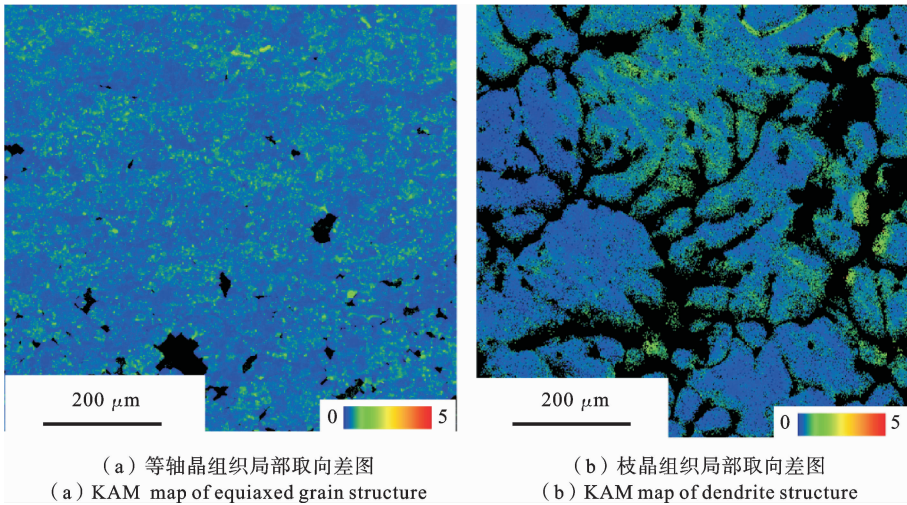 200 μm
0 5
200 μm
0 5
（a）等轴晶组织局部取向差图
(a) KAM map of equiaxed grain structure
（b）枝晶组织局部取向差图
(b) KAM map of dendrite structure